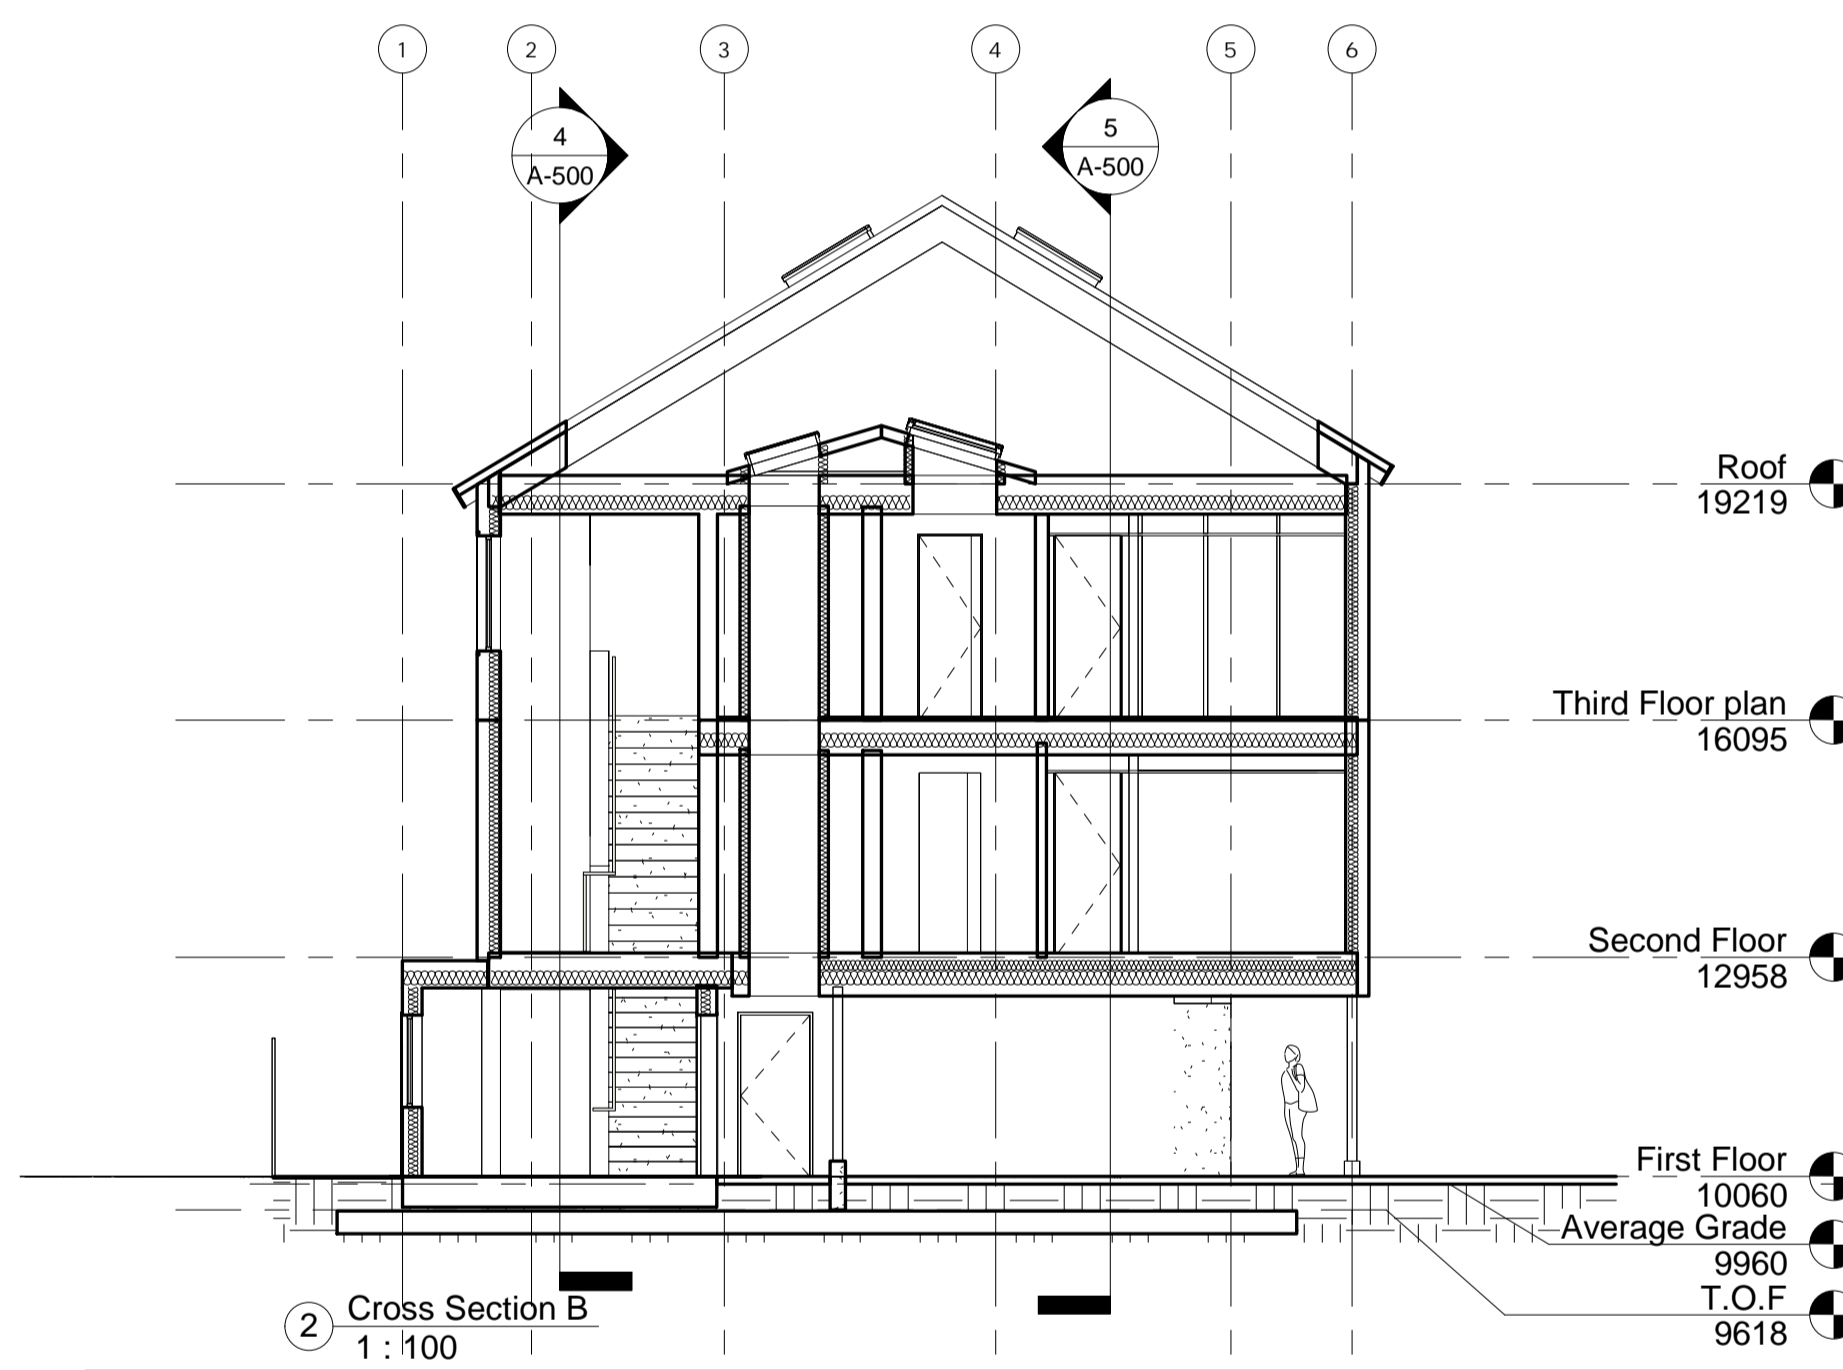 1 2 3 4 5 6
4
A-500
5
A-500
Roof
19219
Third Floor plan
16095
Second Floor
12958
First Floor
10060
Average Grade
9960
T.O.F
9618
2 Cross Section B
1 : 100